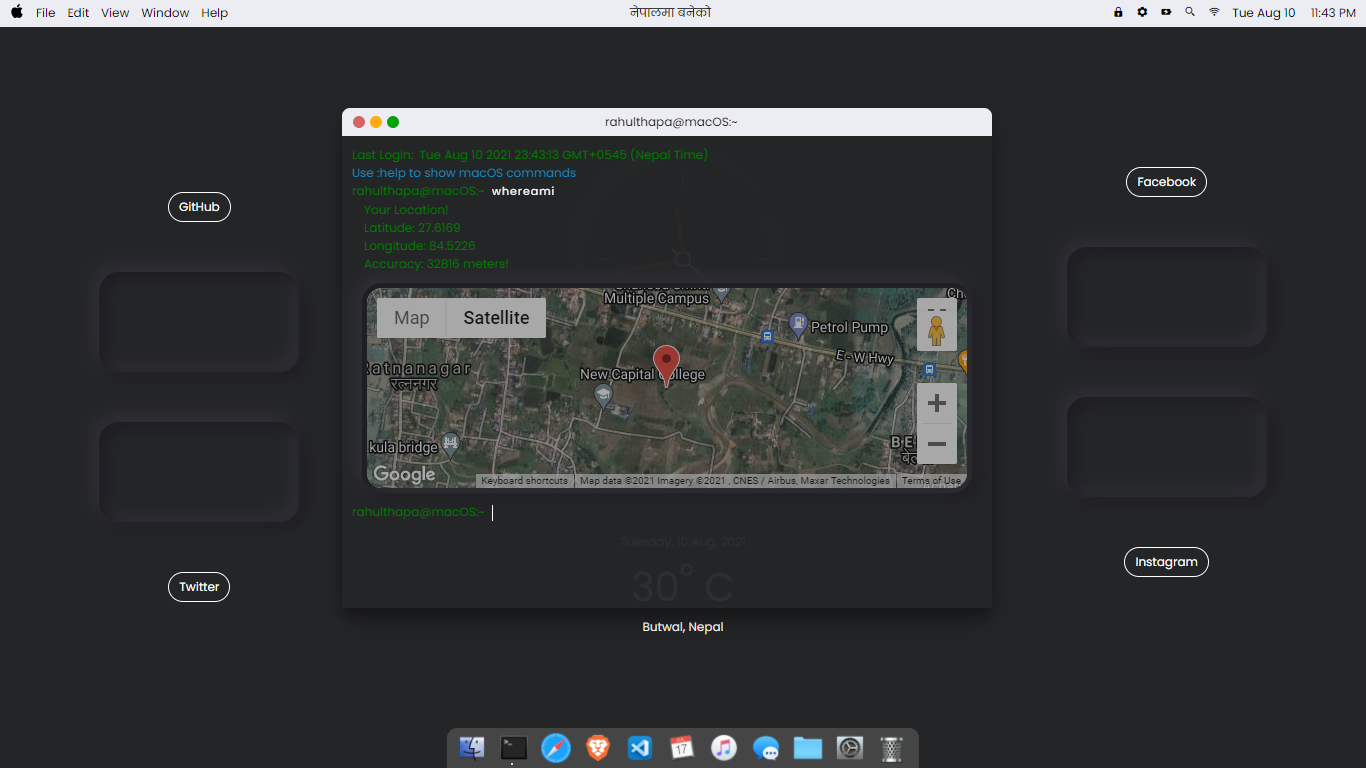 File Edit View Window Help
नेपालमा बनेको
Tue Aug 10 11:43 PM
rahulthapa@macOS:~
Last Login: Tue Aug 10 2021 23:43:13 GMT+0545 (Nepal Time)
Use :help to show macOS commands
rahulthapa@macOS:~ whereami
Your Location!
Latitude: 27.6169
Longitude: 84.5226
Accuracy: 32816 meters!
Multiple Campus
Map Satellite
Petrol Pump
E - W Hwy
Ratnanagar
रत्ननगर
New Capital College
kula bridge
Google
Keyboard shortcuts Map data ©2021 Imagery ©2021 , CNES / Airbus, Maxar Technologies Terms of Use
rahulthapa@macOS:~
Tuesday, 10 Aug, 2021
30° C
Butwal, Nepal
GitHub
Twitter
Facebook
Instagram
17